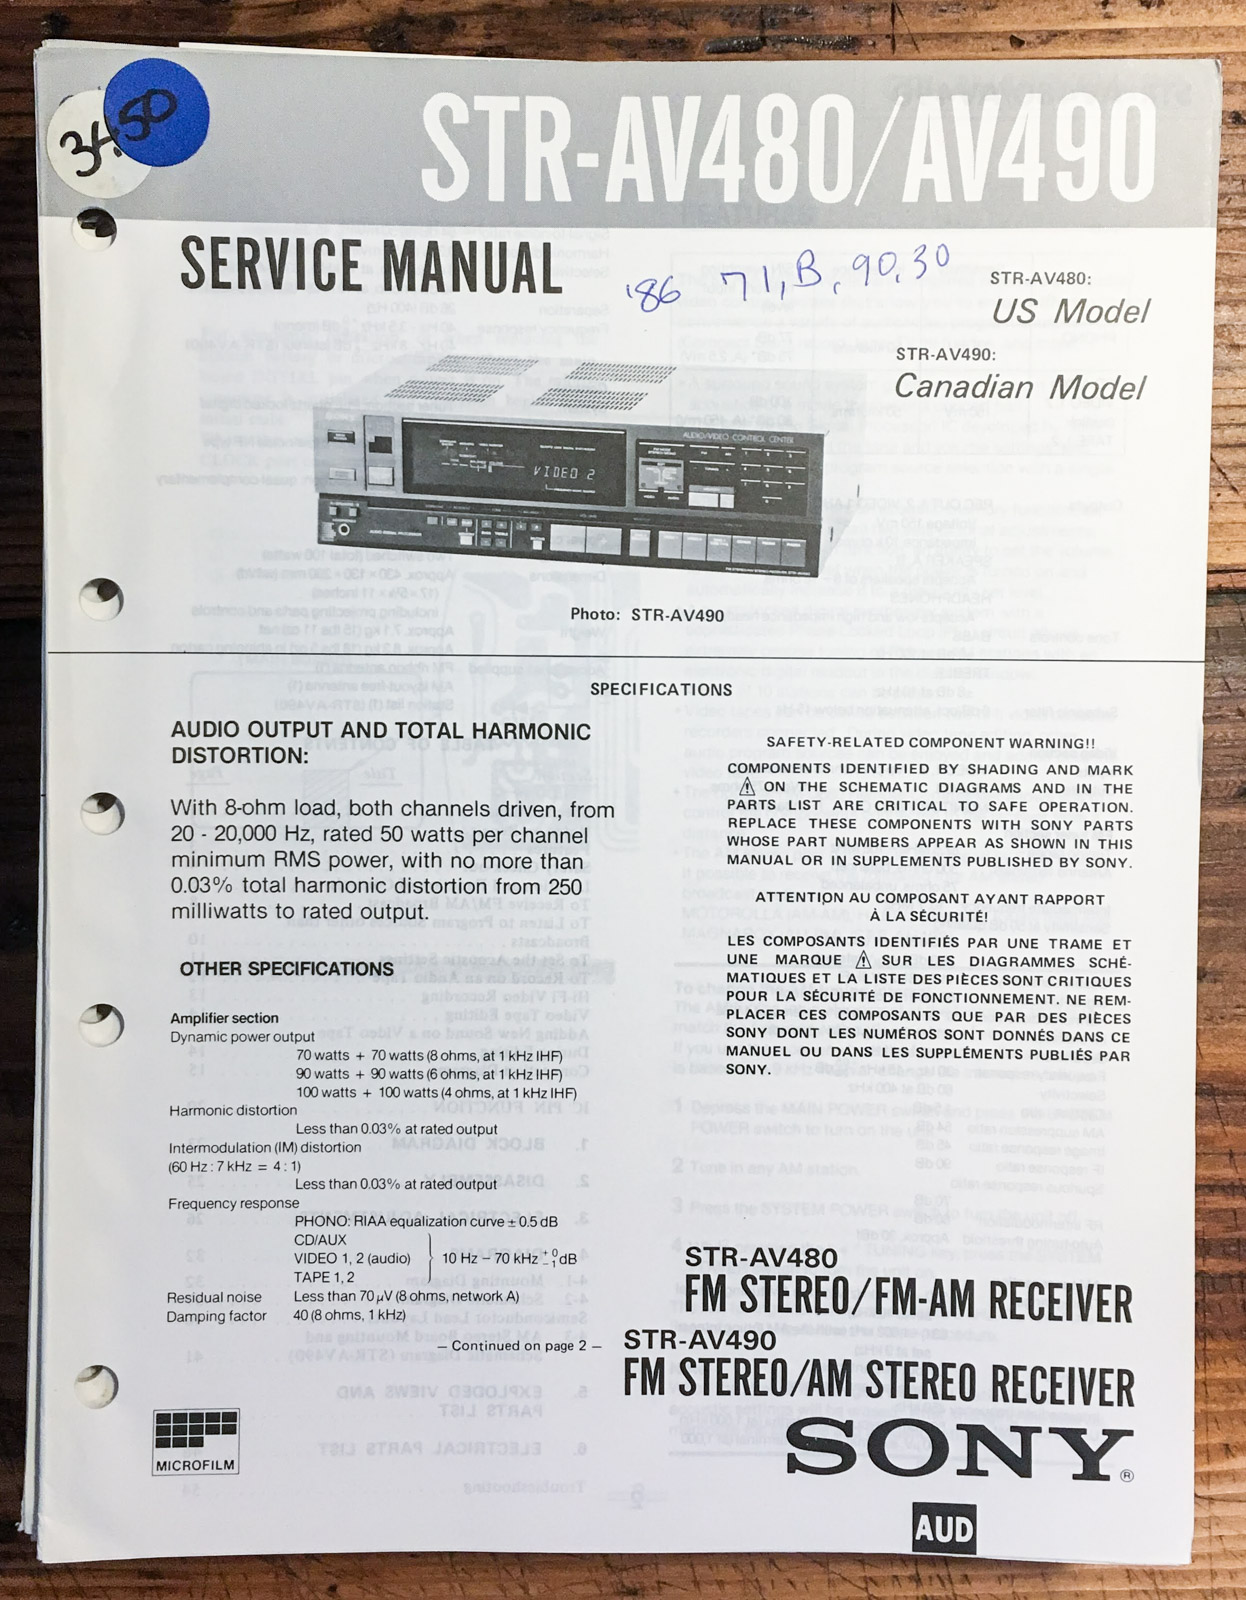 34.50
STR-AV480/AV490
SERVICE MANUAL
'86 71, B, 90, 30
STR-AV480:
US Model
STR-AV490:
Canadian Model
AUDIO/VIDEO CONTROL CENTER
VIDEO 2
Photo: STR-AV490
SPECIFICATIONS
AUDIO OUTPUT AND TOTAL HARMONIC
DISTORTION:
With 8-ohm load, both channels driven, from
20 - 20,000 Hz, rated 50 watts per channel
minimum RMS power, with no more than
0.03% total harmonic distortion from 250
milliwatts to rated output.
OTHER SPECIFICATIONS
Amplifier section
Dynamic power output
70 watts + 70 watts (8 ohms, at 1 kHz IHF)
90 watts + 90 watts (6 ohms, at 1 kHz IHF)
100 watts + 100 watts (4 ohms, at 1 kHz IHF)
Harmonic distortion
Less than 0.03% at rated output
Intermodulation (IM) distortion
(60 Hz : 7 kHz = 4 : 1)
Less than 0.03% at rated output
Frequency response
PHONO: RIAA equalization curve ± 0.5 dB
CD/AUX
VIDEO 1, 2 (audio) 10 Hz – 70 kHz +0 −1 dB
TAPE 1, 2
Residual noise Less than 70 μV (8 ohms, network A)
Damping factor 40 (8 ohms, 1 kHz)
— Continued on page 2 —
MICROFILM
SAFETY-RELATED COMPONENT WARNING!!
COMPONENTS IDENTIFIED BY SHADING AND MARK
⚠ ON THE SCHEMATIC DIAGRAMS AND IN THE
PARTS LIST ARE CRITICAL TO SAFE OPERATION.
REPLACE THESE COMPONENTS WITH SONY PARTS
WHOSE PART NUMBERS APPEAR AS SHOWN IN THIS
MANUAL OR IN SUPPLEMENTS PUBLISHED BY SONY.
ATTENTION AU COMPOSANT AYANT RAPPORT
À LA SÉCURITÉ!
LES COMPOSANTS IDENTIFIÉS PAR UNE TRAME ET
UNE MARQUE ⚠ SUR LES DIAGRAMMES SCHÉ-
MATIQUES ET LA LISTE DES PIÈCES SONT CRITIQUES
POUR LA SÉCURITÉ DE FONCTIONNEMENT. NE REM-
PLACER CES COMPOSANTS QUE PAR DES PIÈCES
SONY DONT LES NUMÉROS SONT DONNÉS DANS CE
MANUEL OU DANS LES SUPPLÉMENTS PUBLIÉS PAR
SONY.
STR-AV480
FM STEREO/FM-AM RECEIVER
STR-AV490
FM STEREO/AM STEREO RECEIVER
SONY®
AUD